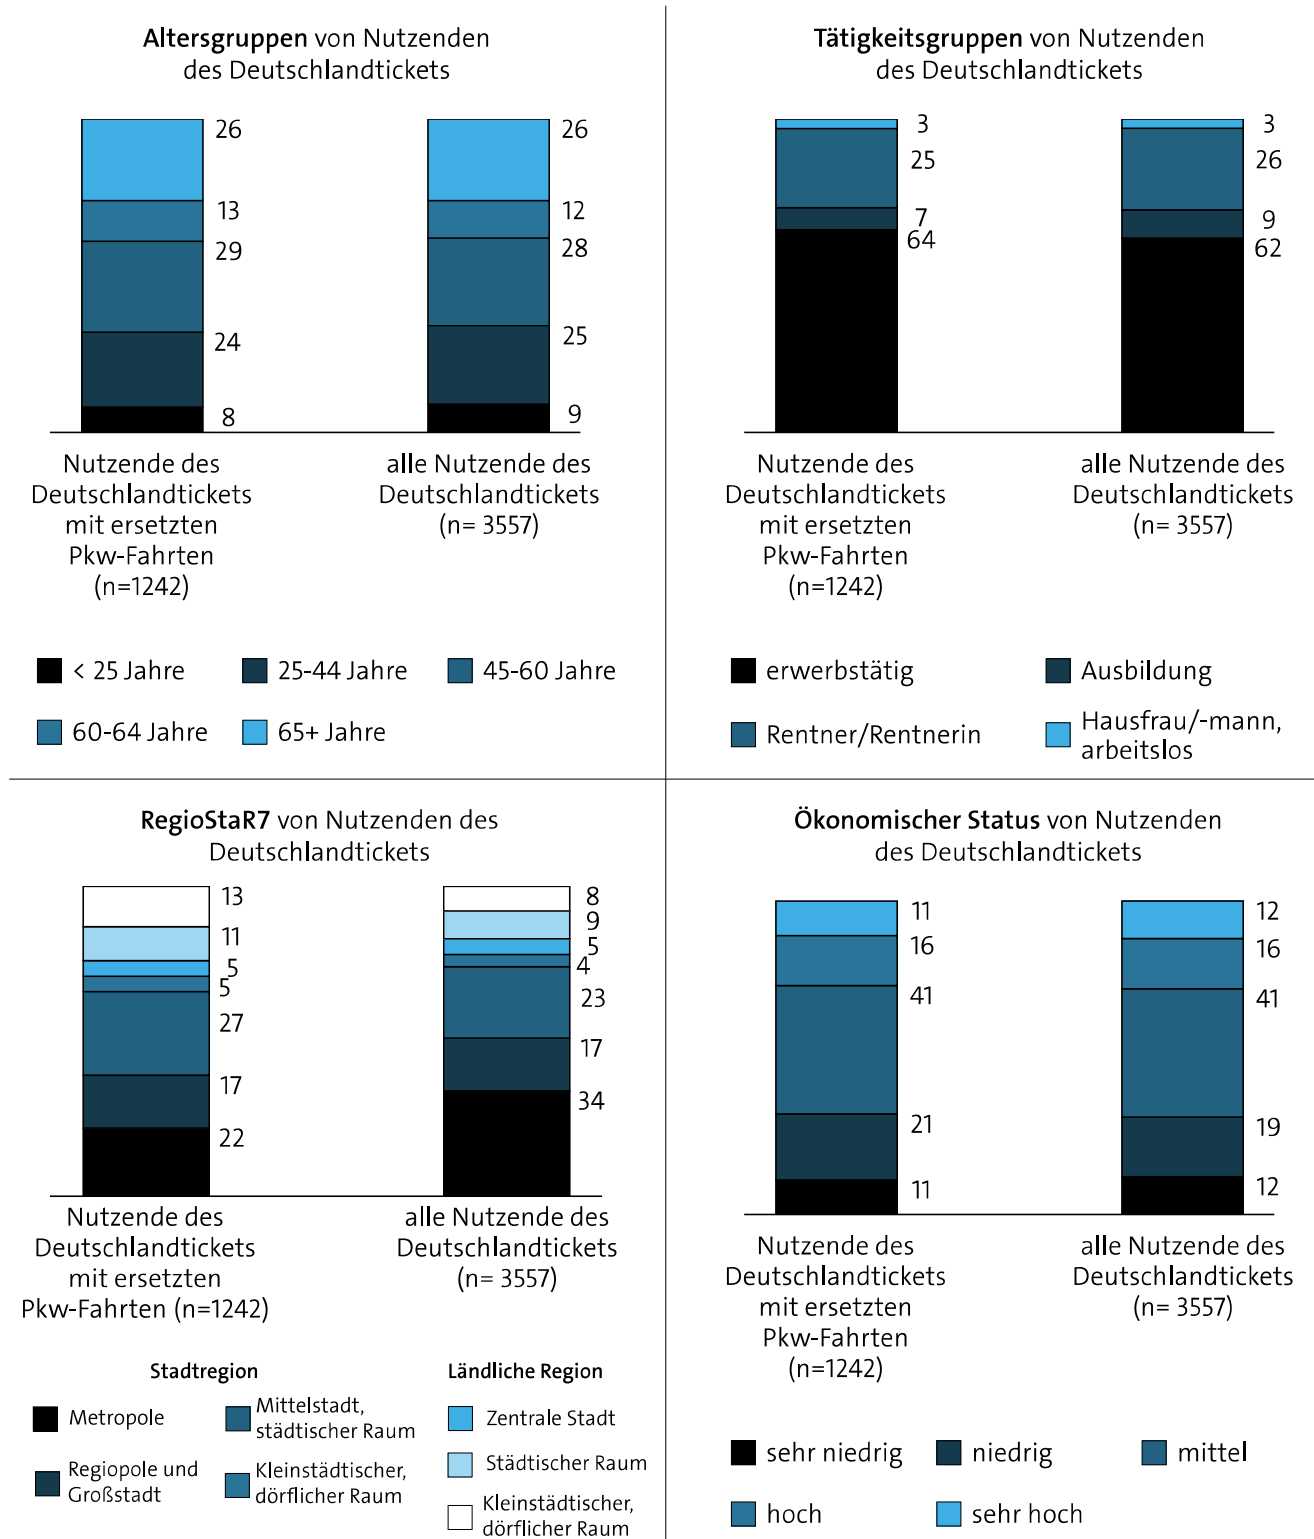 Altersgruppen von Nutzenden
des Deutschlandtickets
26
13
29
24
8
26
12
28
25
9
Nutzende des
Deutschlandtickets
mit ersetzten
Pkw-Fahrten
(n=1242)
alle Nutzende des
Deutschlandtickets
(n= 3557)
< 25 Jahre
25-44 Jahre
45-60 Jahre
60-64 Jahre
65+ Jahre
Tätigkeitsgruppen von Nutzenden
des Deutschlandtickets
3
25
7
64
3
26
9
62
Nutzende des
Deutschlandtickets
mit ersetzten
Pkw-Fahrten
(n=1242)
alle Nutzende des
Deutschlandtickets
(n= 3557)
erwerbstätig
Ausbildung
Rentner/Rentnerin
Hausfrau/-mann,
arbeitslos
RegioStaR7 von Nutzenden des
Deutschlandtickets
13
11
5
5
27
17
22
8
9
5
4
23
17
34
Nutzende des
Deutschlandtickets
mit ersetzten
Pkw-Fahrten (n=1242)
alle Nutzende des
Deutschlandtickets
(n= 3557)
Stadtregion
Metropole
Mittelstadt,
städtischer Raum
Regiopole und
Großstadt
Kleinstädtischer,
dörflicher Raum
Ländliche Region
Zentrale Stadt
Städtischer Raum
Kleinstädtischer,
dörflicher Raum
Ökonomischer Status von Nutzenden
des Deutschlandtickets
11
16
41
21
11
12
16
41
19
12
Nutzende des
Deutschlandtickets
mit ersetzten
Pkw-Fahrten
(n=1242)
alle Nutzende des
Deutschlandtickets
(n= 3557)
sehr niedrig
niedrig
mittel
hoch
sehr hoch